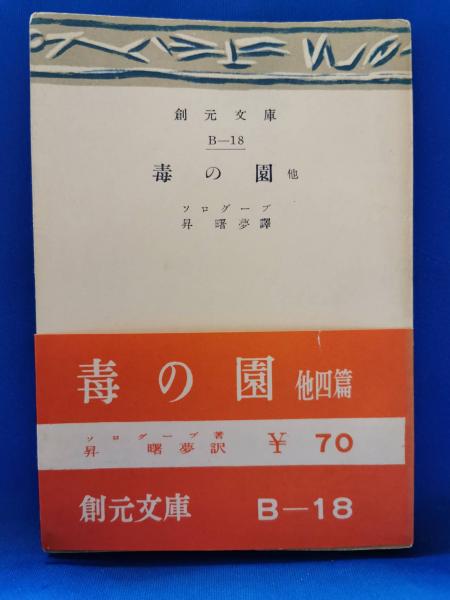 創元文庫
B—18
毒の園 他
ソログーブ
昇曙夢譯
毒の園 他四篇
ソログーブ著
昇曙夢訳 ¥70
創元文庫 B—18